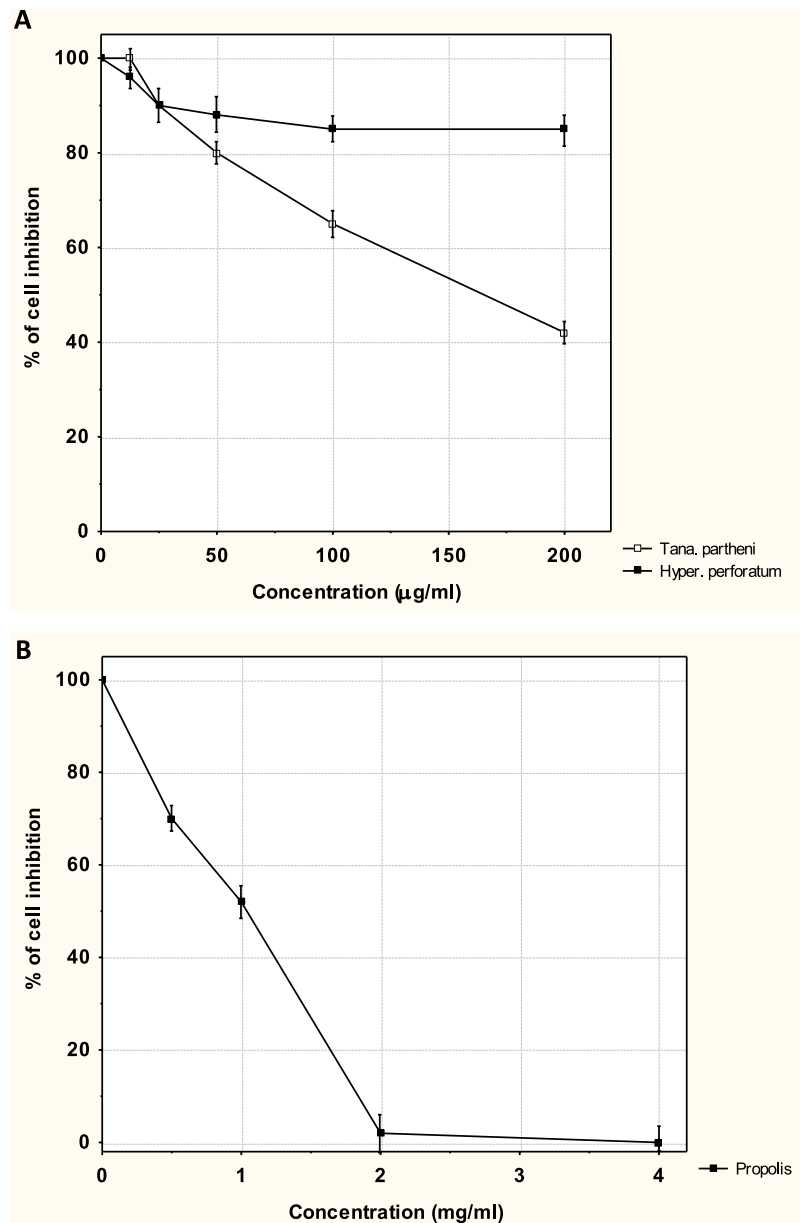 A
100
80
60
40
20
0
% of cell inhibition
0 50 100 150 200
Concentration (μg/ml)
Tana. partheni
Hyper. perforatum
B
100
80
60
40
20
0
% of cell inhibition
0 1 2 3 4
Concentration (mg/ml)
Propolis